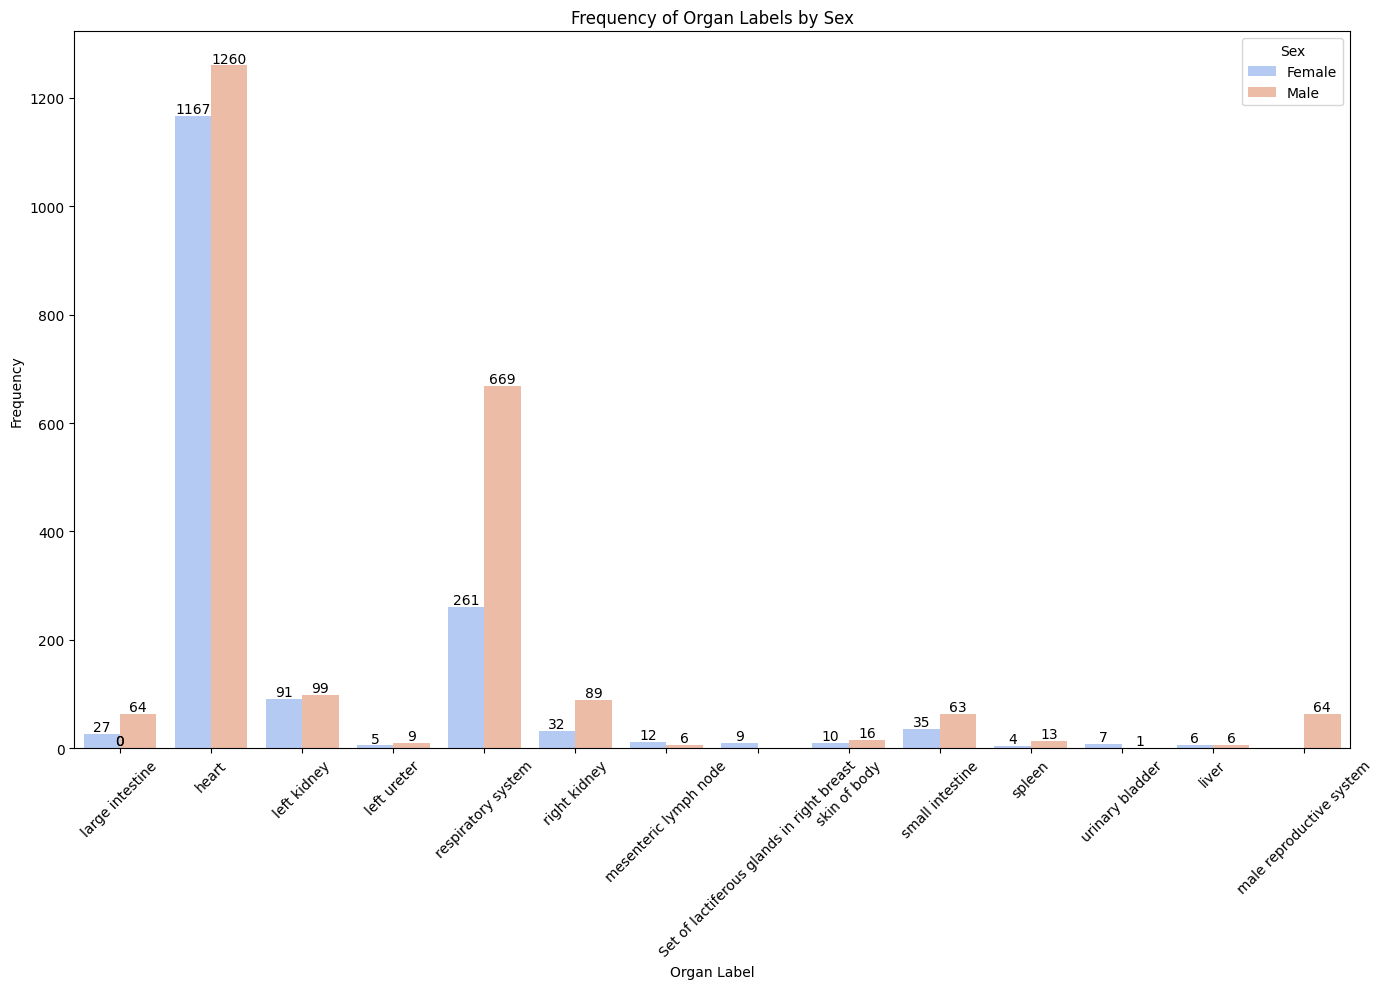 Frequency of Organ Labels by Sex
Sex
Female
Male
Frequency
1200
1000
800
600
400
200
0
27
0
64
1167
1260
91
99
5
9
261
669
32
89
12
6
9
10
16
35
63
4
13
7
1
6
6
64
large intestine
heart
left kidney
left ureter
respiratory system
right kidney
mesenteric lymph node
Set of lactiferous glands in right breast
skin of body
small intestine
spleen
urinary bladder
liver
male reproductive system
Organ Label